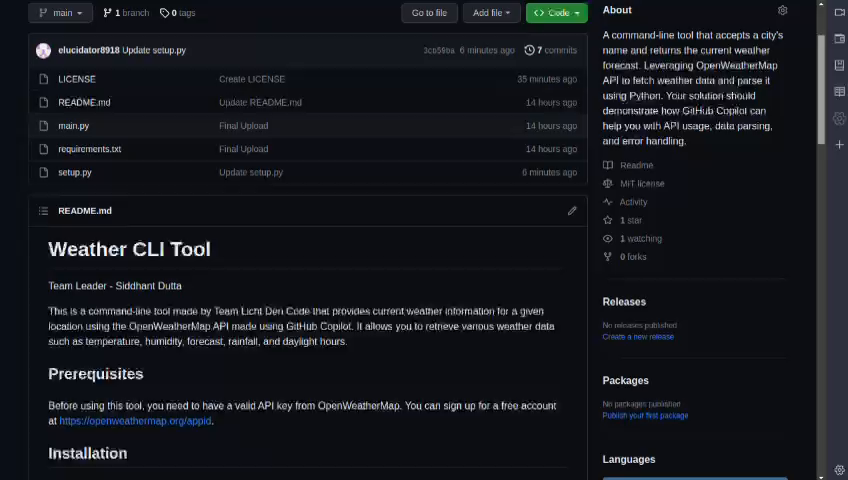 main
1 branch
0 tags
Go to file
Add file
Code
elucidator8918 Update setup.py
6 minutes ago
7 commits
LICENSE
Create LICENSE
35 minutes ago
README.md
Update README.md
14 hours ago
main.py
Final Upload
14 hours ago
requirements.txt
Final Upload
14 hours ago
setup.py
Update setup.py
6 minutes ago
README.md
Weather CLI Tool
Team Leader - Siddhant Dutta
This is a command-line tool made by Team Licht Den Code that provides current weather information for a given
location using the OpenWeatherMap API made using GitHub Copilot. It allows you to retrieve various weather data
such as temperature, humidity, forecast, rainfall, and daylight hours.
Prerequisites
Before using this tool, you need to have a valid API key from OpenWeatherMap. You can sign up for a free account
at https://openweathermap.org/appid.
Installation
About
A command-line tool that accepts a city's
name and returns the current weather
forecast. Leveraging OpenWeatherMap
API to fetch weather data and parse it
using Python. Your solution should
demonstrate how GitHub Copilot can
help you with API usage, data parsing,
and error handling.
Readme
MIT license
Activity
1 star
1 watching
0 forks
Releases
No releases published
Create a new release
Packages
No packages published
Publish your first package
Languages